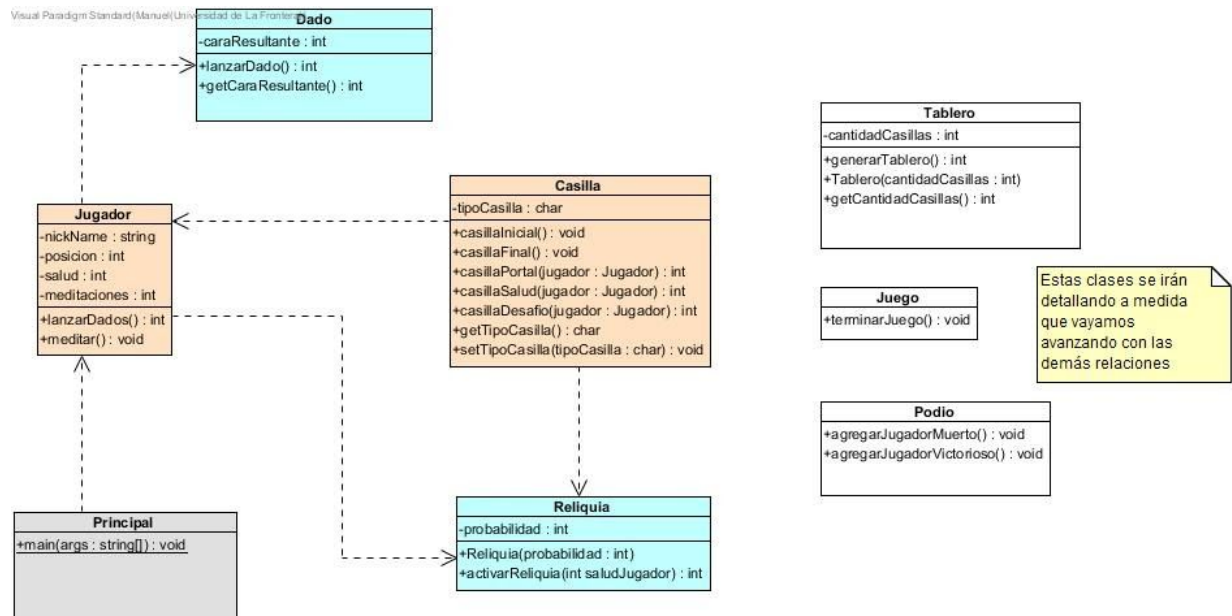 Visual Paradigm Standard(Manuel(Universidad de La Frontera))
Dado
-caraResultante : int
+lanzarDado() : int
+getCaraResultante() : int
Tablero
-cantidadCasillas : int
+generarTablero() : int
+Tablero(cantidadCasillas : int)
+getCantidadCasillas() : int
Casilla
-tipoCasilla : char
+casillaInicial() : void
+casillaFinal() : void
+casillaPortal(jugador : Jugador) : int
+casillaSalud(jugador : Jugador) : int
+casillaDesafio(jugador : Jugador) : int
+getTipoCasilla() : char
+setTipoCasilla(tipoCasilla : char) : void
Jugador
-nickName : string
-posicion : int
-salud : int
-meditaciones : int
+lanzarDados() : int
+meditar() : void
Estas clases se irán
detallando a medida
que vayamos
avanzando con las
demás relaciones
Juego
+terminarJuego() : void
Podio
+agregarJugadorMuerto() : void
+agregarJugadorVictorioso() : void
Reliquia
-probabilidad : int
+Reliquia(probabilidad : int)
+activarReliquia(int saludJugador) : int
Principal
+main(args : string[]) : void